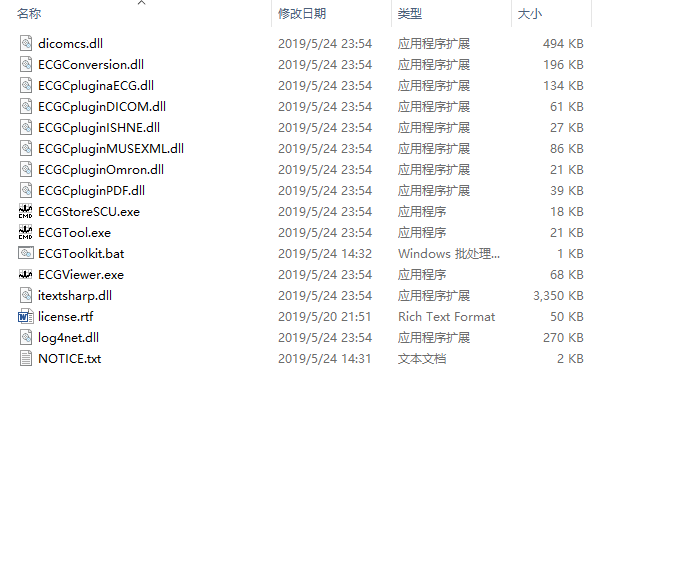 名称 修改日期 类型 大小
dicomcs.dll 2019/5/24 23:54 应用程序扩展 494 KB
ECGConversion.dll 2019/5/24 23:54 应用程序扩展 196 KB
ECGCpluginaECG.dll 2019/5/24 23:54 应用程序扩展 134 KB
ECGCpluginDICOM.dll 2019/5/24 23:54 应用程序扩展 61 KB
ECGCpluginISHNE.dll 2019/5/24 23:54 应用程序扩展 27 KB
ECGCpluginMUSEXML.dll 2019/5/24 23:54 应用程序扩展 86 KB
ECGCpluginOmron.dll 2019/5/24 23:54 应用程序扩展 21 KB
ECGCpluginPDF.dll 2019/5/24 23:54 应用程序扩展 39 KB
ECGStoreSCU.exe 2019/5/24 23:54 应用程序 18 KB
ECGTool.exe 2019/5/24 23:54 应用程序 21 KB
ECGToolkit.bat 2019/5/24 14:32 Windows 批处理... 1 KB
ECGViewer.exe 2019/5/24 23:54 应用程序 68 KB
itextsharp.dll 2019/5/24 23:54 应用程序扩展 3,350 KB
license.rtf 2019/5/20 21:51 Rich Text Format 50 KB
log4net.dll 2019/5/24 23:54 应用程序扩展 270 KB
NOTICE.txt 2019/5/24 14:31 文本文档 2 KB